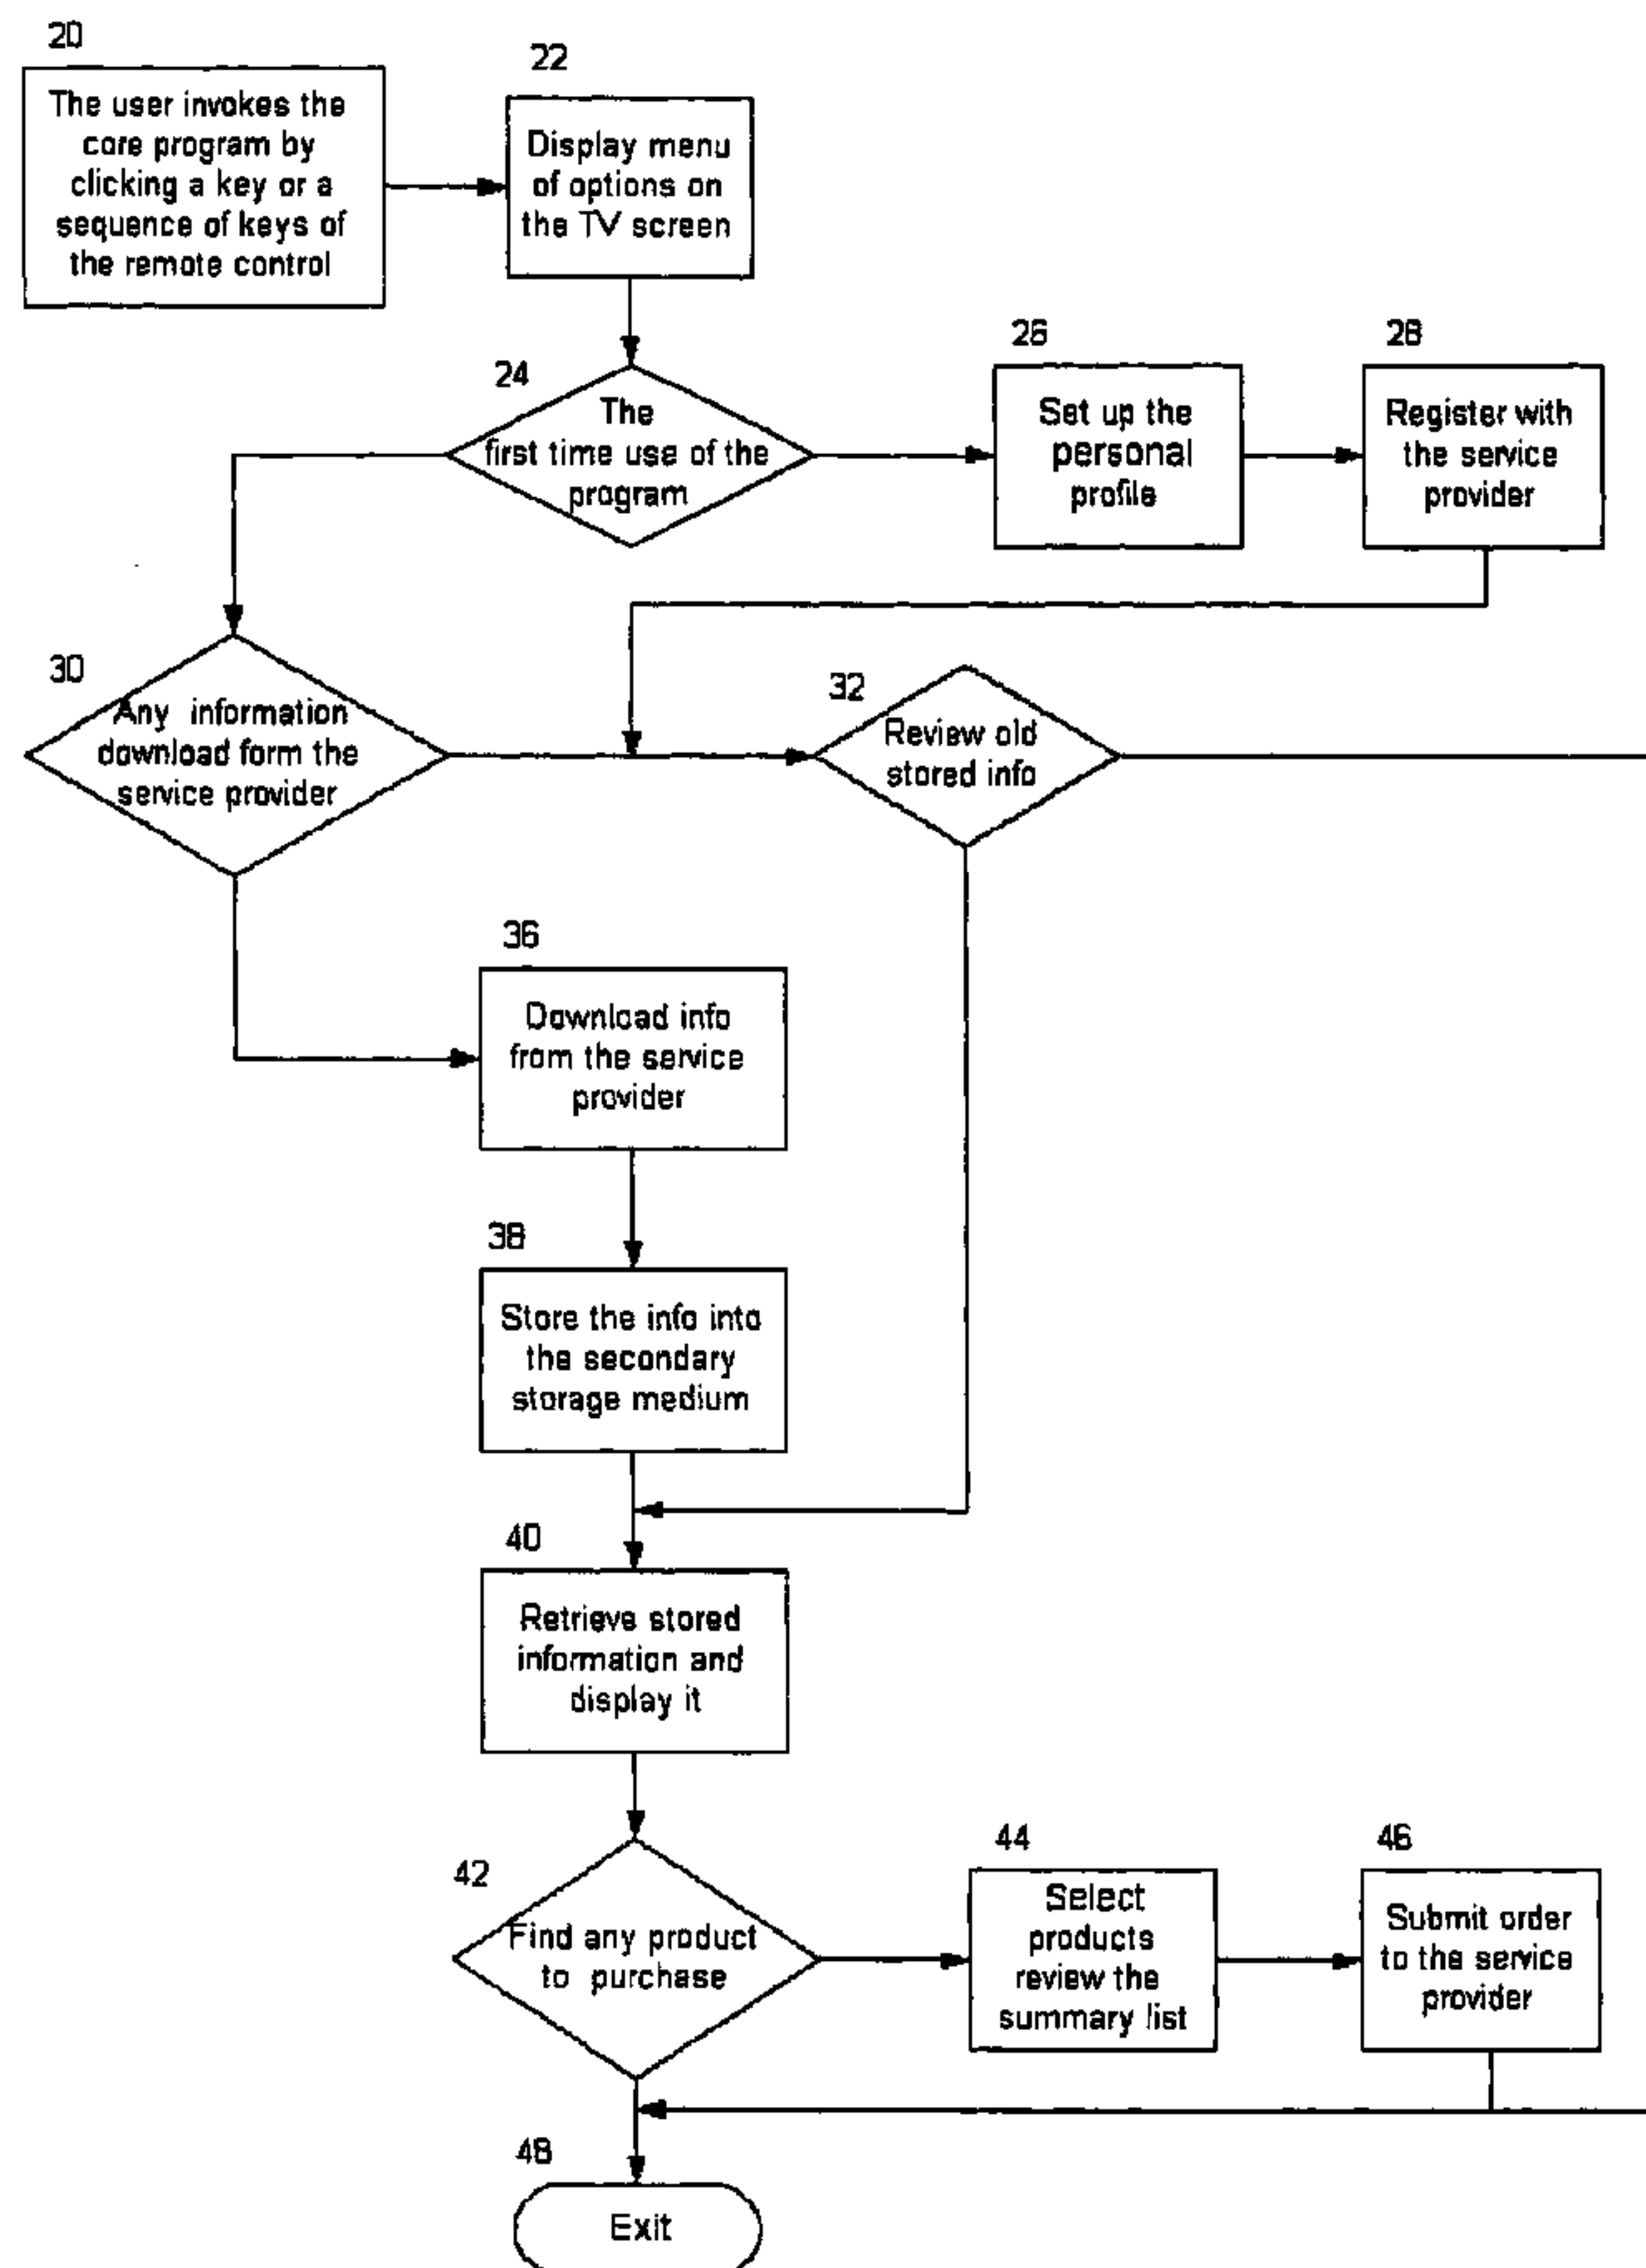 20
The user invokes the
core program by
clicking a key or a
sequence of keys of
the remote control
22
Display menu
of options on
the TV screen
24
The
first time use of the
program
26
Set up the
personal
profile
28
Register with
the service
provider
30
Any information
download form the
service provider
32
Review old
stored info
36
Download info
from the service
provider
38
Store the info into
the secondary
storage medium
40
Retrieve stored
information and
display it
42
Find any product
to purchase
44
Select
products
review the
summary list
46
Submit order
to the service
provider
48
Exit